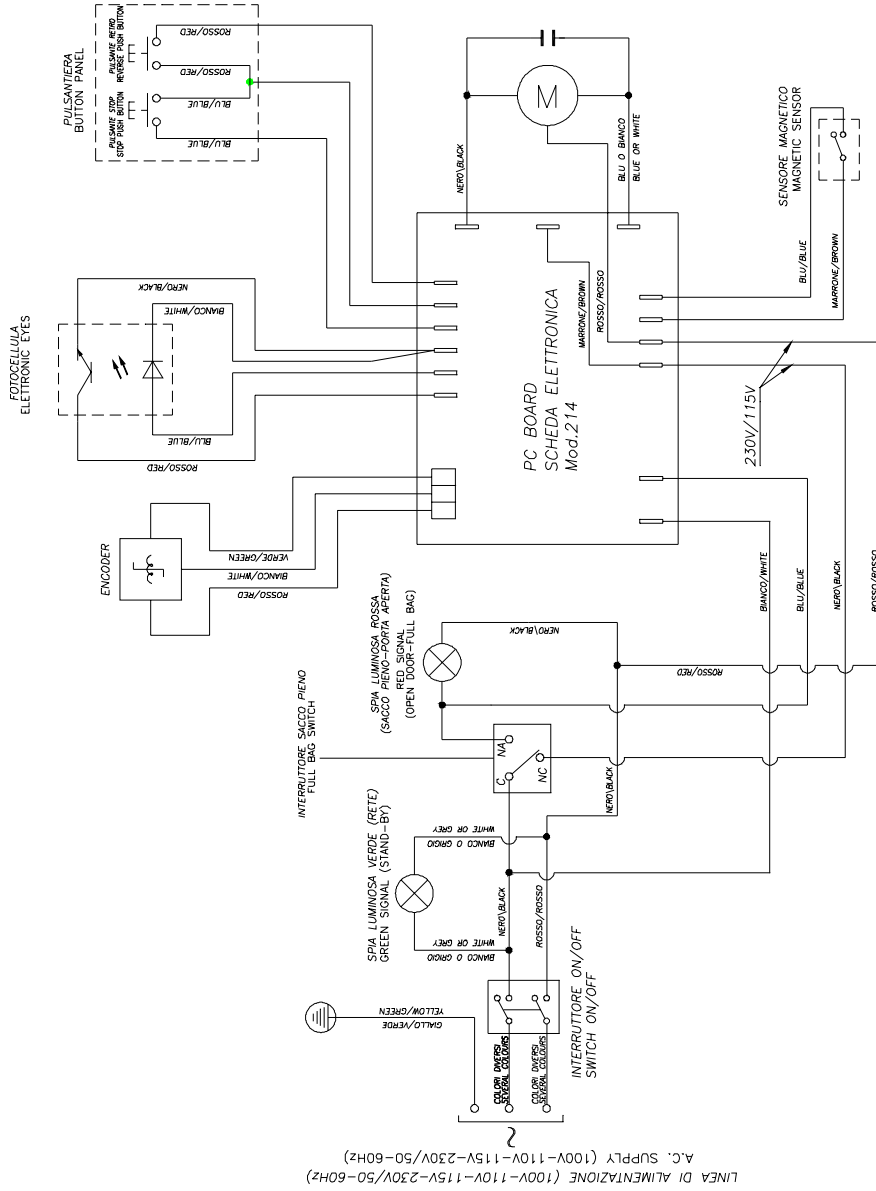 PULSANTIERA
BUTTON PANEL
PULSANTE RETRO
REVERSE PUSH BUTTON
PULSANTE STOP
STOP PUSH BUTTON
ROSSO/RED
ROSSO/RED
BLU/BLUE
BLU/BLUE
M
NERO\BLACK
BLU O BIANCO
BLUE OR WHITE
SENSORE MAGNETICO
MAGNETIC SENSOR
BLU/BLUE
MARRONE/BROWN
FOTOCELLULA
ELETTRONIC EYES
NERO/BLACK
BIANCO/WHITE
BLU/BLUE
ROSSO/RED
PC BOARD
SCHEDA ELETTRONICA
Mod.214
MARRONE/BROWN
ROSSO/ROSSO
230V/115V
ENCODER
VERDE/GREEN
BIANCO/WHITE
ROSSO/RED
SPIA LUMINOSA ROSSA
(SACCO PIENO-PORTA APERTA)
RED SIGNAL
(OPEN DOOR-FULL BAG)
NERO\BLACK
INTERRUTTORE SACCO PIENO
FULL BAG SWITCH
NA
C
NC
BIANCO/WHITE
BLU/BLUE
NERO\BLACK
ROSSO/ROSSO
ROSSO/RED
NERO\BLACK
SPIA LUMINOSA VERDE (RETE)
GREEN SIGNAL (STAND-BY)
BIANCO O GRIGIO
WHITE OR GREY
BIANCO O GRIGIO
WHITE OR GREY
NERO\BLACK
ROSSO/ROSSO
INTERRUTTORE ON/OFF
SWITCH ON/OFF
GIALLO/VERDE
YELLOW/GREEN
COLORI DIVERSI
SEVERAL COLOURS
COLORI DIVERSI
SEVERAL COLOURS
LINEA DI ALIMENTAZIONE (100V-110V-115V-230V/50-60Hz)
A.C. SUPPLY (100V-110V-115V-230V/50-60Hz)